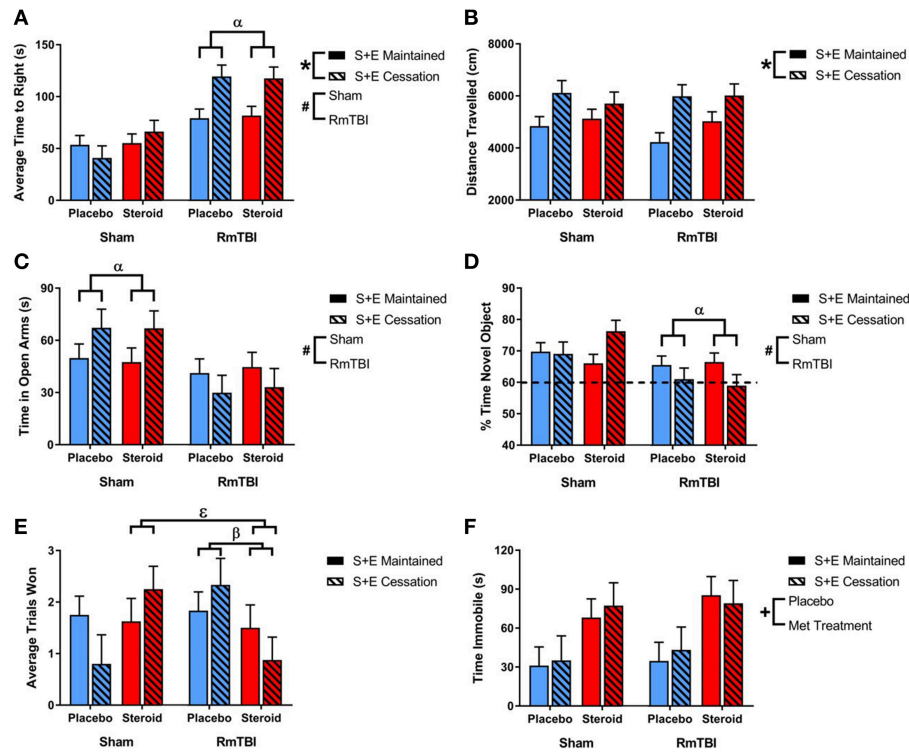 A
Average Time to Right (s)
150
100
50
0
α
Placebo Steroid Placebo Steroid
Sham RmTBI
* S+E Maintained
S+E Cessation
# Sham
RmTBI
B
Distance Travelled (cm)
8000
6000
4000
2000
Placebo Steroid Placebo Steroid
Sham RmTBI
* S+E Maintained
S+E Cessation
C
Time in Open Arms (s)
90
60
30
0
α
Placebo Steroid Placebo Steroid
Sham RmTBI
S+E Maintained
S+E Cessation
# Sham
RmTBI
D
% Time Novel Object
100
90
80
70
60
50
40
α
Placebo Steroid Placebo Steroid
Sham RmTBI
S+E Maintained
S+E Cessation
# Sham
RmTBI
E
Average Trials Won
3
2
1
0
ε
β
Placebo Steroid Placebo Steroid
Sham RmTBI
S+E Maintained
S+E Cessation
F
Time Immobile (s)
120
90
60
30
0
Placebo Steroid Placebo Steroid
Sham RmTBI
S+E Maintained
S+E Cessation
+ Placebo
Met Treatment